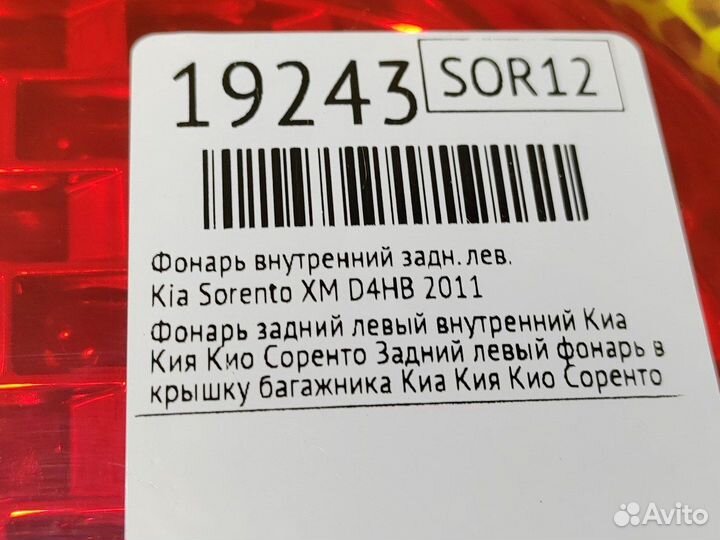 19243
SOR12
Фонарь внутренний задн. лев.
Kia Sorento XM D4HB 2011
Фонарь задний левый внутренний Киа
Кия Кио Соренто Задний левый фонарь в
крышку багажника Киа Кия Кио Соренто
Avito